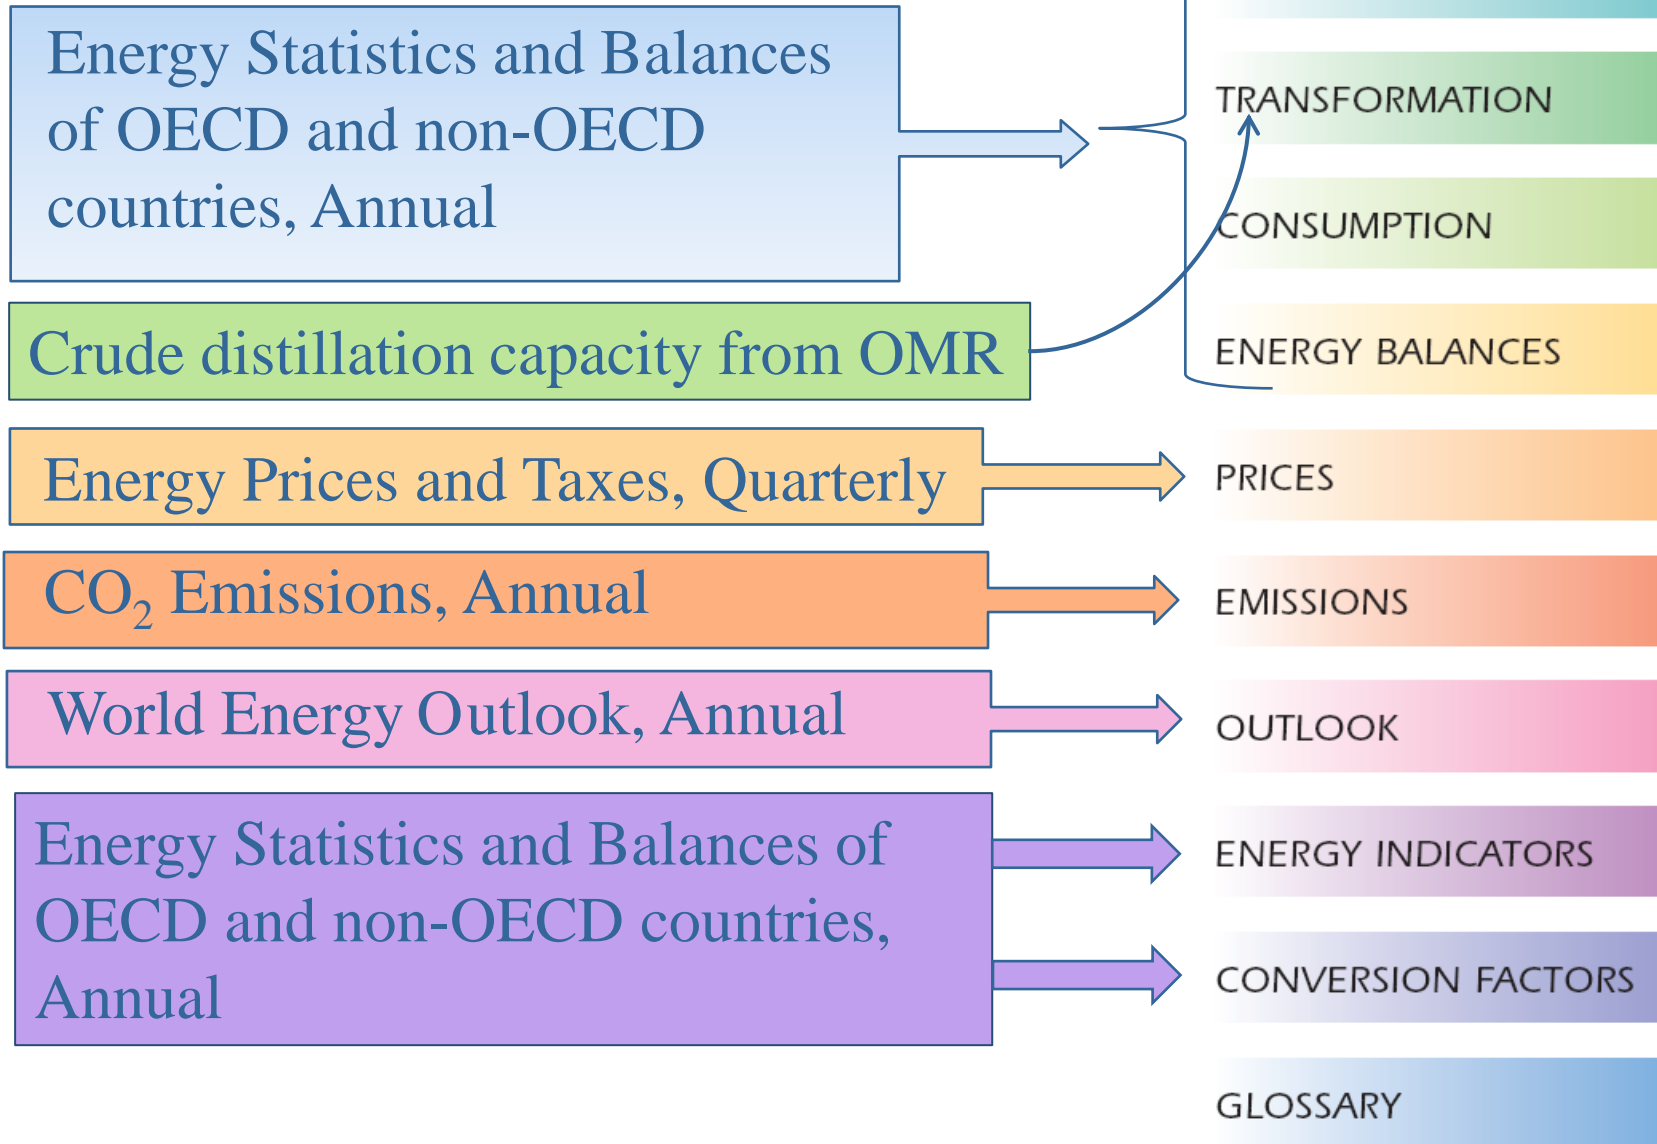 Energy Statistics and Balances
of OECD and non-OECD
countries, Annual
Crude distillation capacity from OMR
Energy Prices and Taxes, Quarterly
CO₂ Emissions, Annual
World Energy Outlook, Annual
Energy Statistics and Balances of
OECD and non-OECD countries,
Annual
TRANSFORMATION
CONSUMPTION
ENERGY BALANCES
PRICES
EMISSIONS
OUTLOOK
ENERGY INDICATORS
CONVERSION FACTORS
GLOSSARY